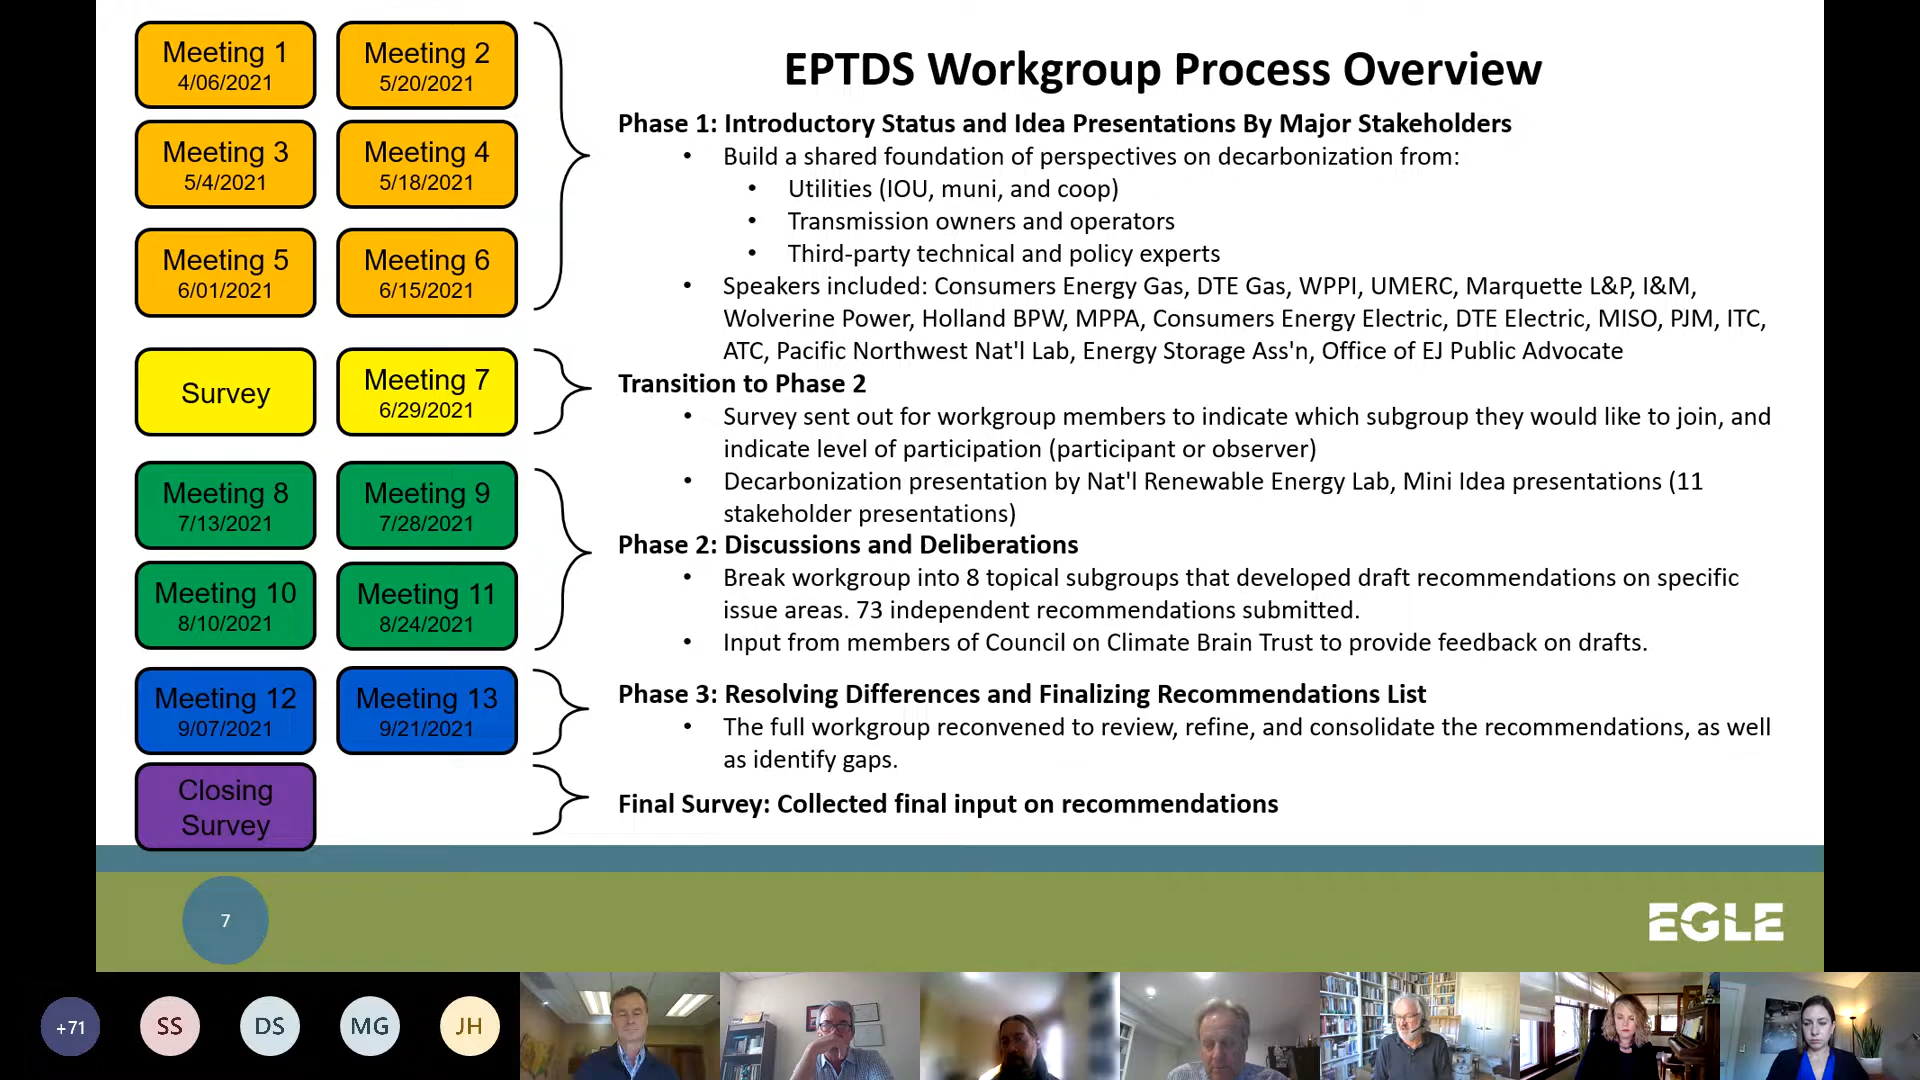 Meeting 1
4/06/2021
Meeting 2
5/20/2021
Meeting 3
5/4/2021
Meeting 4
5/18/2021
Meeting 5
6/01/2021
Meeting 6
6/15/2021
Survey
Meeting 7
6/29/2021
Meeting 8
7/13/2021
Meeting 9
7/28/2021
Meeting 10
8/10/2021
Meeting 11
8/24/2021
Meeting 12
9/07/2021
Meeting 13
9/21/2021
Closing
Survey
EPTDS Workgroup Process Overview
Phase 1: Introductory Status and Idea Presentations By Major Stakeholders
• Build a shared foundation of perspectives on decarbonization from:
• Utilities (IOU, muni, and coop)
• Transmission owners and operators
• Third-party technical and policy experts
• Speakers included: Consumers Energy Gas, DTE Gas, WPPI, UMERC, Marquette L&P, I&M,
Wolverine Power, Holland BPW, MPPA, Consumers Energy Electric, DTE Electric, MISO, PJM, ITC,
ATC, Pacific Northwest Nat'l Lab, Energy Storage Ass'n, Office of EJ Public Advocate
Transition to Phase 2
• Survey sent out for workgroup members to indicate which subgroup they would like to join, and
indicate level of participation (participant or observer)
• Decarbonization presentation by Nat'l Renewable Energy Lab, Mini Idea presentations (11
stakeholder presentations)
Phase 2: Discussions and Deliberations
• Break workgroup into 8 topical subgroups that developed draft recommendations on specific
issue areas. 73 independent recommendations submitted.
• Input from members of Council on Climate Brain Trust to provide feedback on drafts.
Phase 3: Resolving Differences and Finalizing Recommendations List
• The full workgroup reconvened to review, refine, and consolidate the recommendations, as well
as identify gaps.
Final Survey: Collected final input on recommendations
7
EGLE
+71
SS
DS
MG
JH